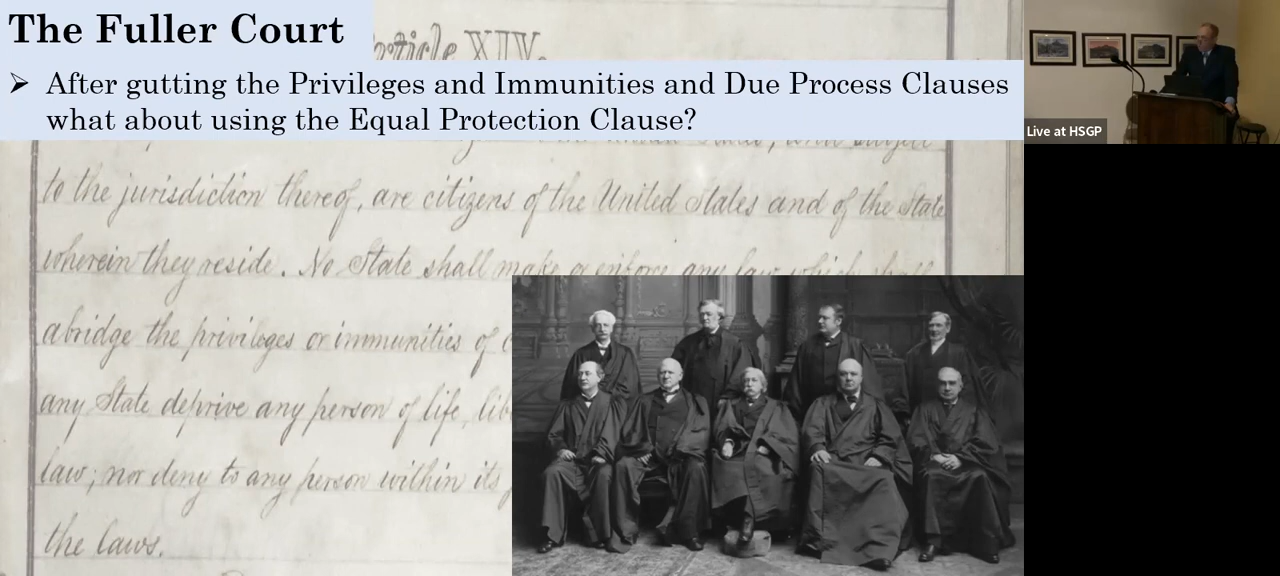 The Fuller Court
Article XIV.
➢ After gutting the Privileges and Immunities and Due Process Clauses
what about using the Equal Protection Clause?
Live at HSGP
to the jurisdiction thereof, are citizens of the United States and of the State
wherein they reside. No State shall make or enforce any law which shall
abridge the privileges or immunities of
any State deprive any person of life,
law; nor deny to any person within its
the laws.